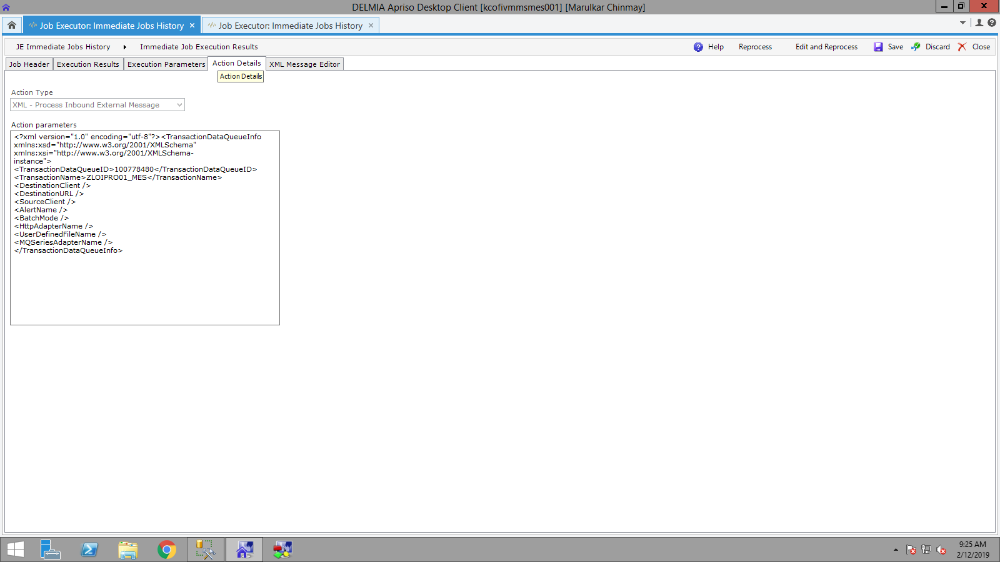 DELMIA Apriso Desktop Client [kcofivmmsmes001] [Marulkar Chinmay]
Job Executor: Immediate Jobs History
Job Executor: Immediate Jobs History
JE Immediate Jobs History Immediate Job Execution Results Help Reprocess Edit and Reprocess Save Discard Close
Job Header Execution Results Execution Parameters Action Details XML Message Editor
Action Details
Action Type
XML - Process Inbound External Message
Action parameters
<?xml version="1.0" encoding="utf-8"?><TransactionDataQueueInfo
xmlns:xsd="http://www.w3.org/2001/XMLSchema"
xmlns:xsi="http://www.w3.org/2001/XMLSchema-
instance">
<TransactionDataQueueID>100778480</TransactionDataQueueID>
<TransactionName>ZLOIPRO01_MES</TransactionName>
<DestinationClient />
<DestinationURL />
<SourceClient />
<AlertName />
<BatchMode />
<HttpAdapterName />
<UserDefinedFileName />
<MQSeriesAdapterName />
</TransactionDataQueueInfo>
9:25 AM
2/12/2019